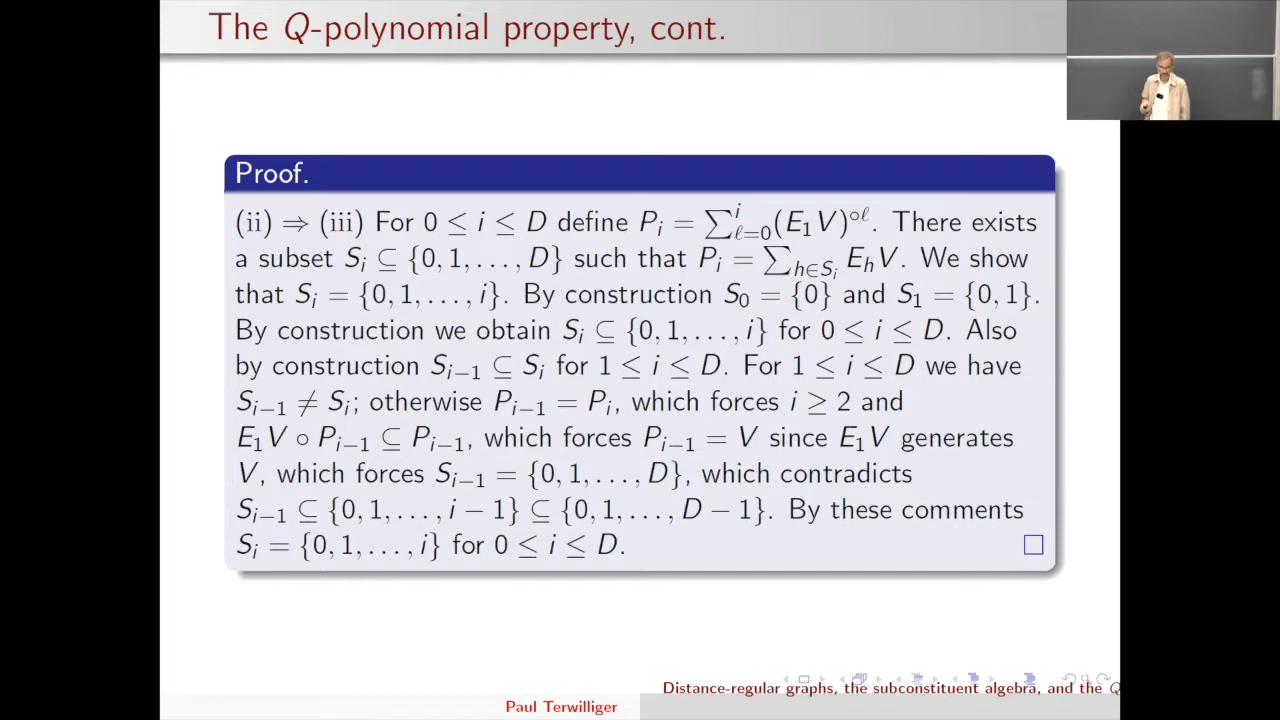 The Q-polynomial property, cont.
Proof.
(ii) ⇒ (iii) For 0 ≤ i ≤ D define P_i = ∑_{ℓ=0}^{i} (E_1V)^{∘ℓ}. There exists
a subset S_i ⊆ {0, 1, . . . , D} such that P_i = ∑_{h∈S_i} E_hV. We show
that S_i = {0, 1, . . . , i}. By construction S_0 = {0} and S_1 = {0, 1}.
By construction we obtain S_i ⊆ {0, 1, . . . , i} for 0 ≤ i ≤ D. Also
by construction S_{i−1} ⊆ S_i for 1 ≤ i ≤ D. For 1 ≤ i ≤ D we have
S_{i−1} ≠ S_i; otherwise P_{i−1} = P_i, which forces i ≥ 2 and
E_1V ∘ P_{i−1} ⊆ P_{i−1}, which forces P_{i−1} = V since E_1V generates
V, which forces S_{i−1} = {0, 1, . . . , D}, which contradicts
S_{i−1} ⊆ {0, 1, . . . , i − 1} ⊆ {0, 1, . . . , D − 1}. By these comments
S_i = {0, 1, . . . , i} for 0 ≤ i ≤ D. □
Distance-regular graphs, the subconstituent algebra, and the Q
Paul Terwilliger